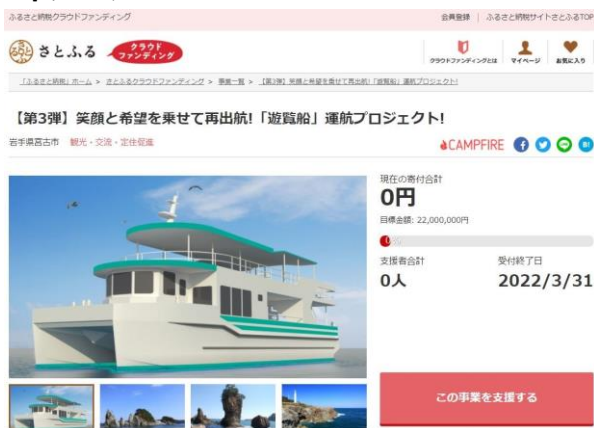 ふるさと納税クラウドファンディング
会員登録 | ふるさと納税サイトさとふるTOP
さとふる
クラウド
ファンディング
クラウドファンディングとは
マイページ
お気に入り
「ふるさと納税」ホーム > さとふるクラウドファンディング > 事業一覧 > 【第3弾】笑顔と希望を乗せて再出航!「遊覧船」運航プロジェクト!
【第3弾】笑顔と希望を乗せて再出航!「遊覧船」運航プロジェクト!
岩手県宮古市 観光・交流・定住促進
CAMPFIRE
現在の寄付合計
0円
目標金額: 22,000,000円
0%
支援者合計
受付終了日
0人
2022/3/31
この事業を支援する